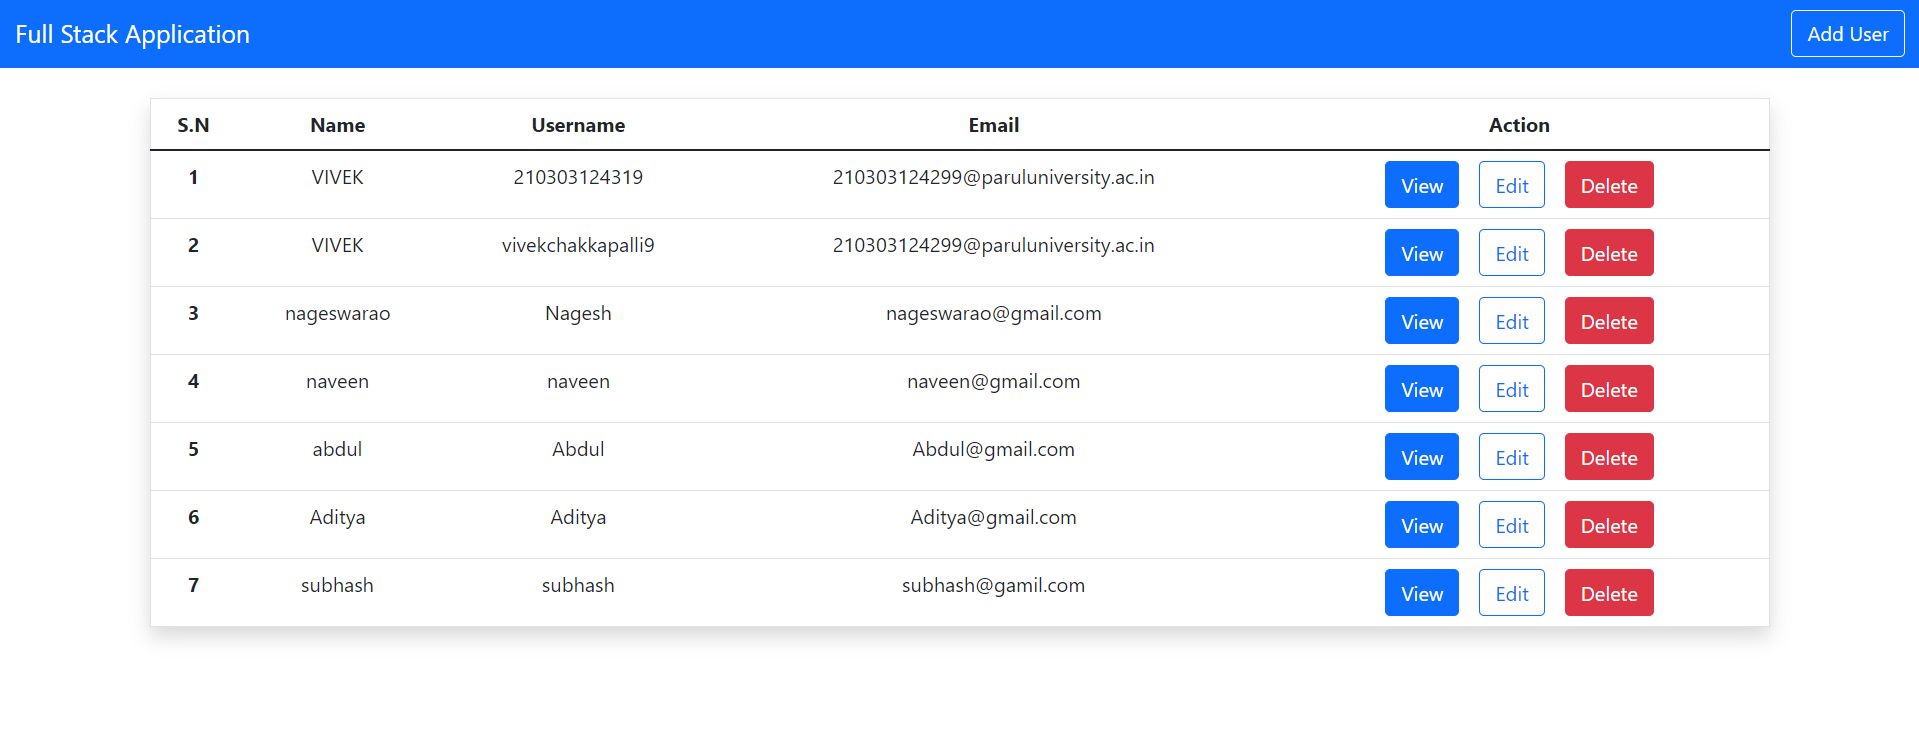 Full Stack Application Add User
S.N Name Username Email Action
1 VIVEK 210303124319 210303124299@paruluniversity.ac.in View Edit Delete
2 VIVEK vivekchakkapalli9 210303124299@paruluniversity.ac.in View Edit Delete
3 nageswarao Nagesh nageswarao@gmail.com View Edit Delete
4 naveen naveen naveen@gmail.com View Edit Delete
5 abdul Abdul Abdul@gmail.com View Edit Delete
6 Aditya Aditya Aditya@gmail.com View Edit Delete
7 subhash subhash subhash@gamil.com View Edit Delete